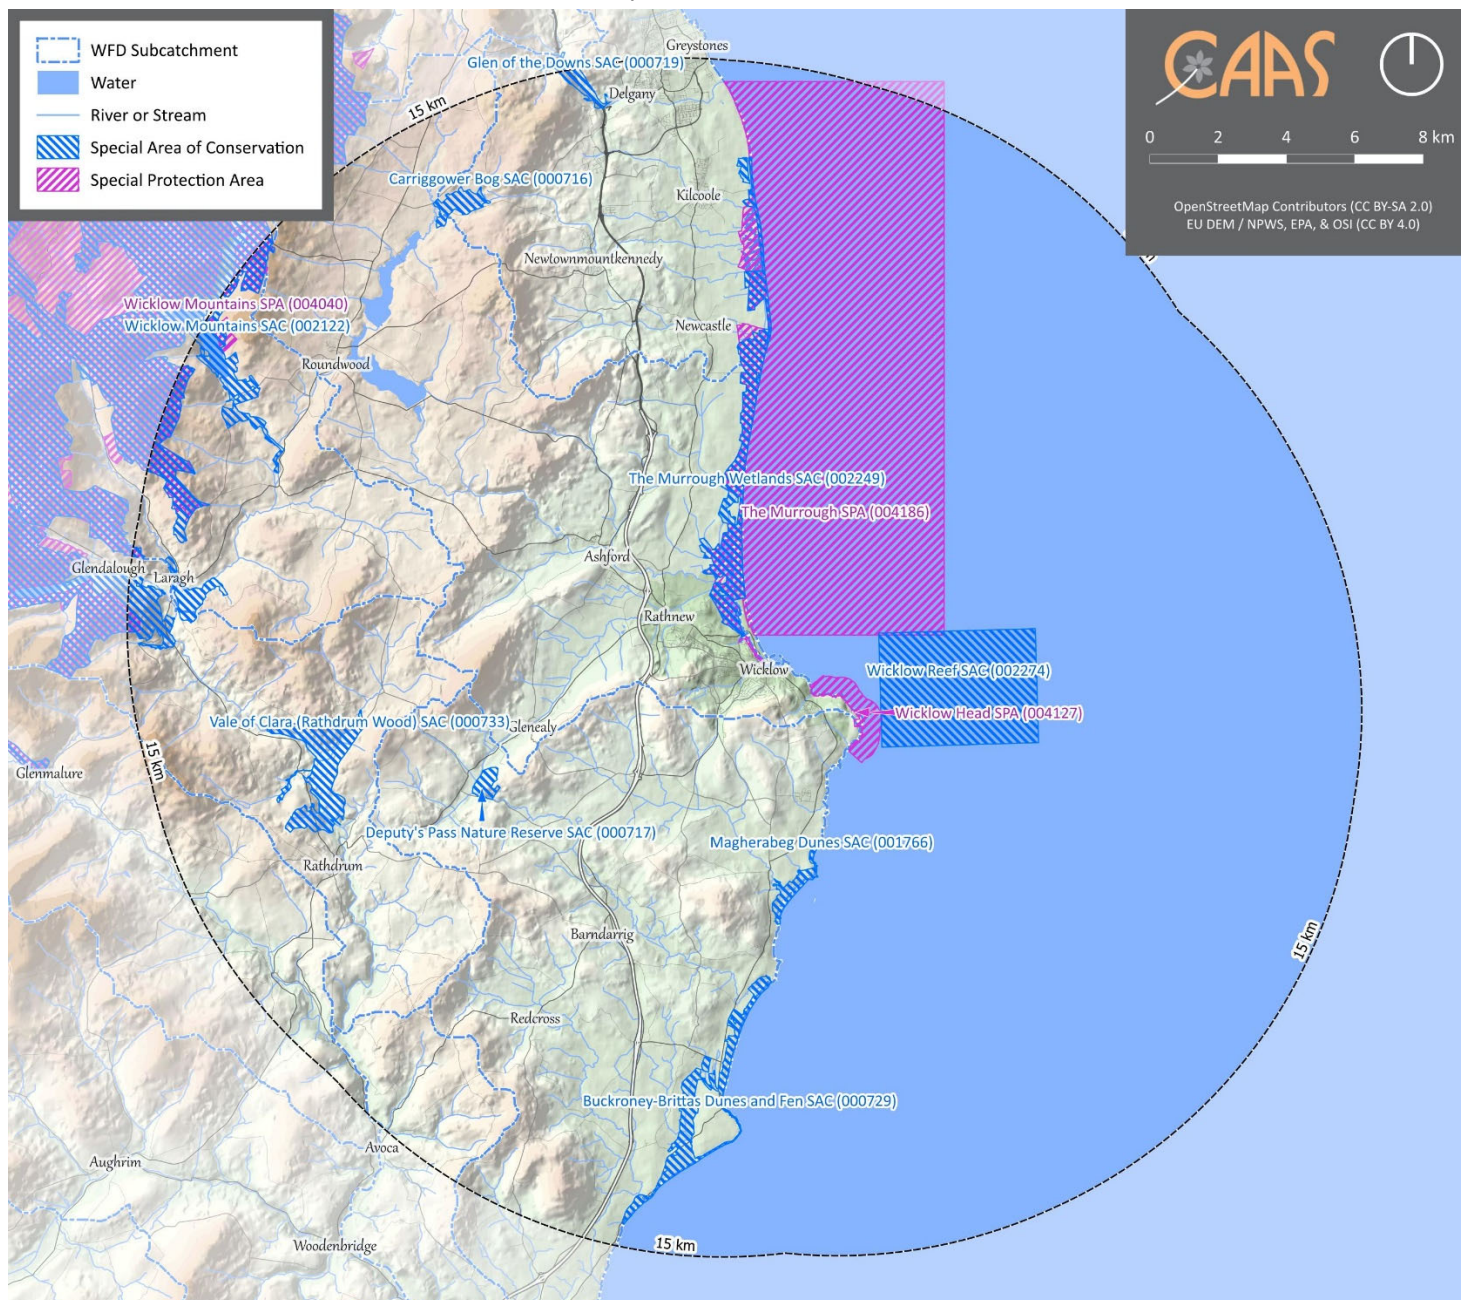 WFD Subcatchment
Water
River or Stream
Special Area of Conservation
Special Protection Area
CAAS
0 2 4 6 8 km
OpenStreetMap Contributors (CC BY-SA 2.0)
EU DEM / NPWS, EPA, & OSI (CC BY 4.0)
Greystones
Glen of the Downs SAC (000719)
Delgany
15 km
Carriggower Bog SAC (000716)
Kilcoole
Newtownmountkennedy
Wicklow Mountains SPA (004040)
Wicklow Mountains SAC (002122)
Newcastle
Roundwood
The Murrough Wetlands SAC (002249)
The Murrough SPA (004186)
Ashford
Glendalough
Laragh
Rathnew
Wicklow
Wicklow Reef SAC (002274)
Wicklow Head SPA (004127)
Vale of Clara (Rathdrum Wood) SAC (000733)
Glenealy
15 km
Glenmalure
Deputy's Pass Nature Reserve SAC (000717)
Magherabeg Dunes SAC (001766)
Rathdrum
Barndarrig
15 km
Redcross
Buckroney-Brittas Dunes and Fen SAC (000729)
Avoca
Aughrim
Woodenbridge
15 km